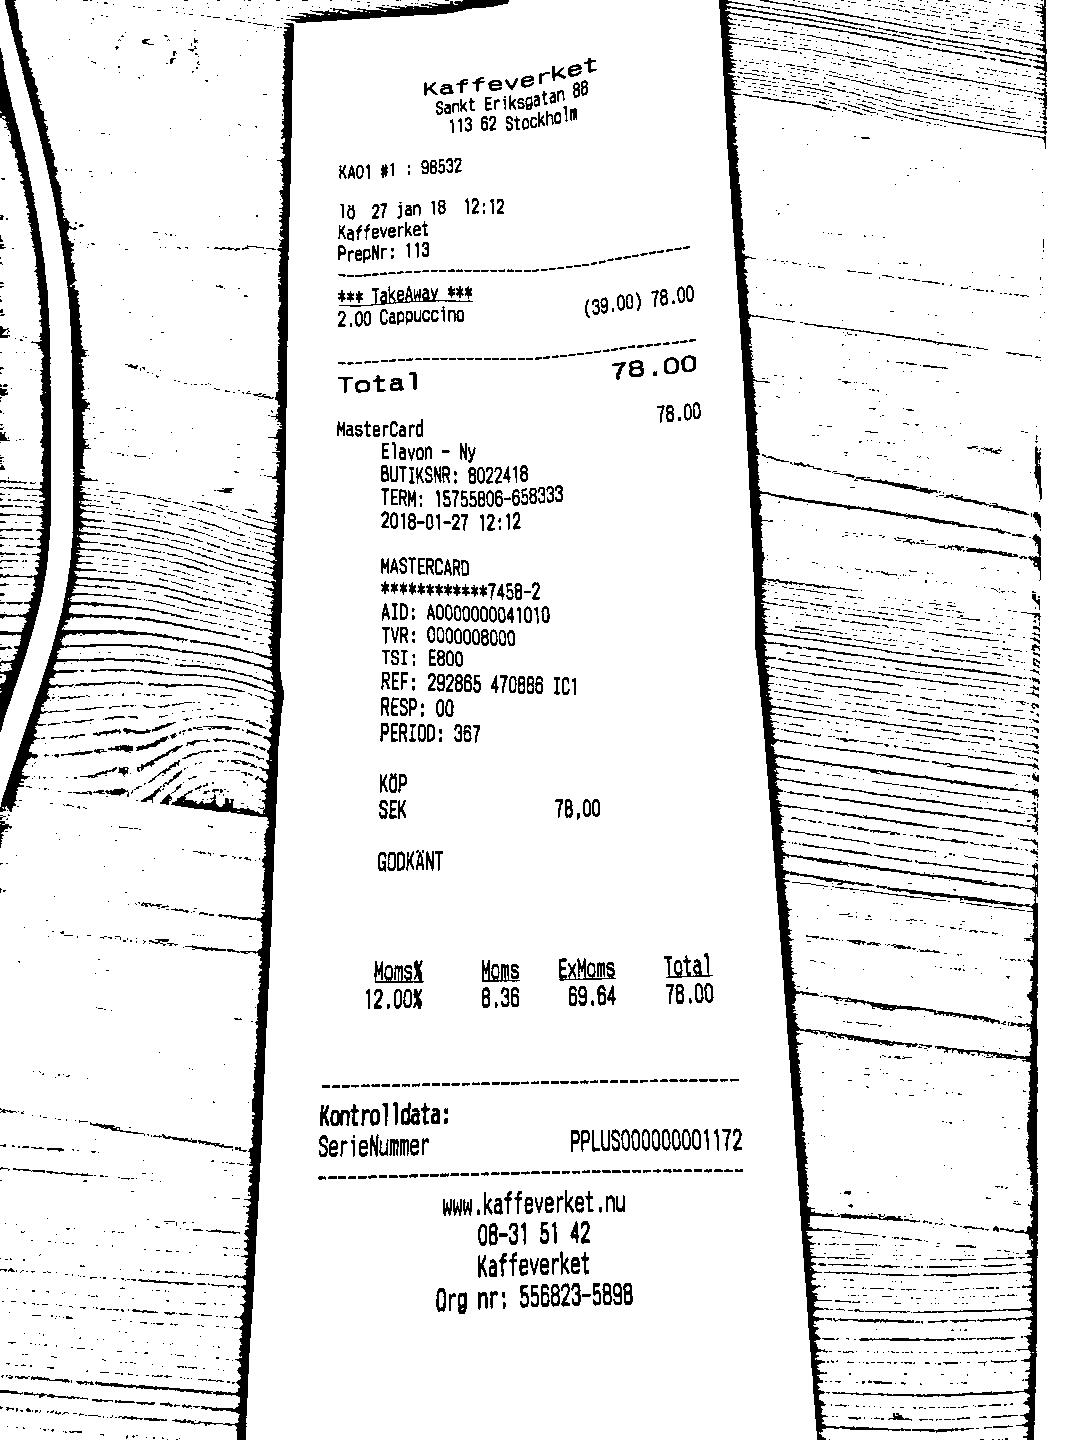 Kaffeverket
Sankt Eriksgatan 88
113 62 Stockholm
KA01 #1 : 98532
lö 27 jan 18 12:12
Kaffeverket
PrepNr: 113
*** TakeAway ***
2.00 Cappuccino (39.00) 78.00
Total 78.00
MasterCard 78.00
Elavon - Ny
BUTIKSNR: 8022418
TERM: 15755806-658333
2018-01-27 12:12
MASTERCARD
************7458-2
AID: A0000000041010
TVR: 0000008000
TSI: E800
REF: 292865 470886 IC1
RESP: 00
PERIOD: 367
KÖP
SEK 78,00
GODKÄNT
Moms% Moms ExMoms Total
12.00% 8.36 69.64 78.00
Kontrolldata:
SerieNummer PPLUS000000001172
www.kaffeverket.nu
08-31 51 42
Kaffeverket
Org nr: 556823-5898